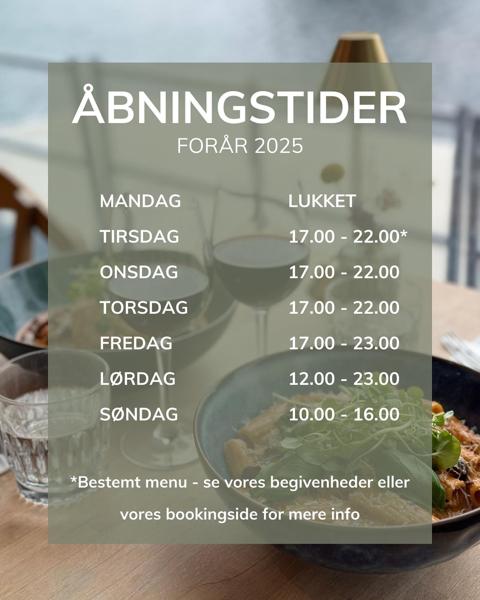 ÅBNINGSTIDER
FORÅR 2025
MANDAG LUKKET
TIRSDAG 17.00 - 22.00*
ONSDAG 17.00 - 22.00
TORSDAG 17.00 - 22.00
FREDAG 17.00 - 23.00
LØRDAG 12.00 - 23.00
SØNDAG 10.00 - 16.00
*Bestemt menu - se vores begivenheder eller
vores bookingside for mere info